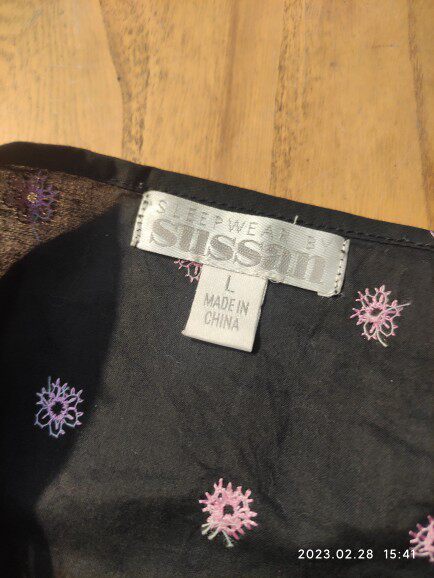 SLEEPWEAR BY
sussan
L
MADE IN
CHINA
2023.02.28 15:41